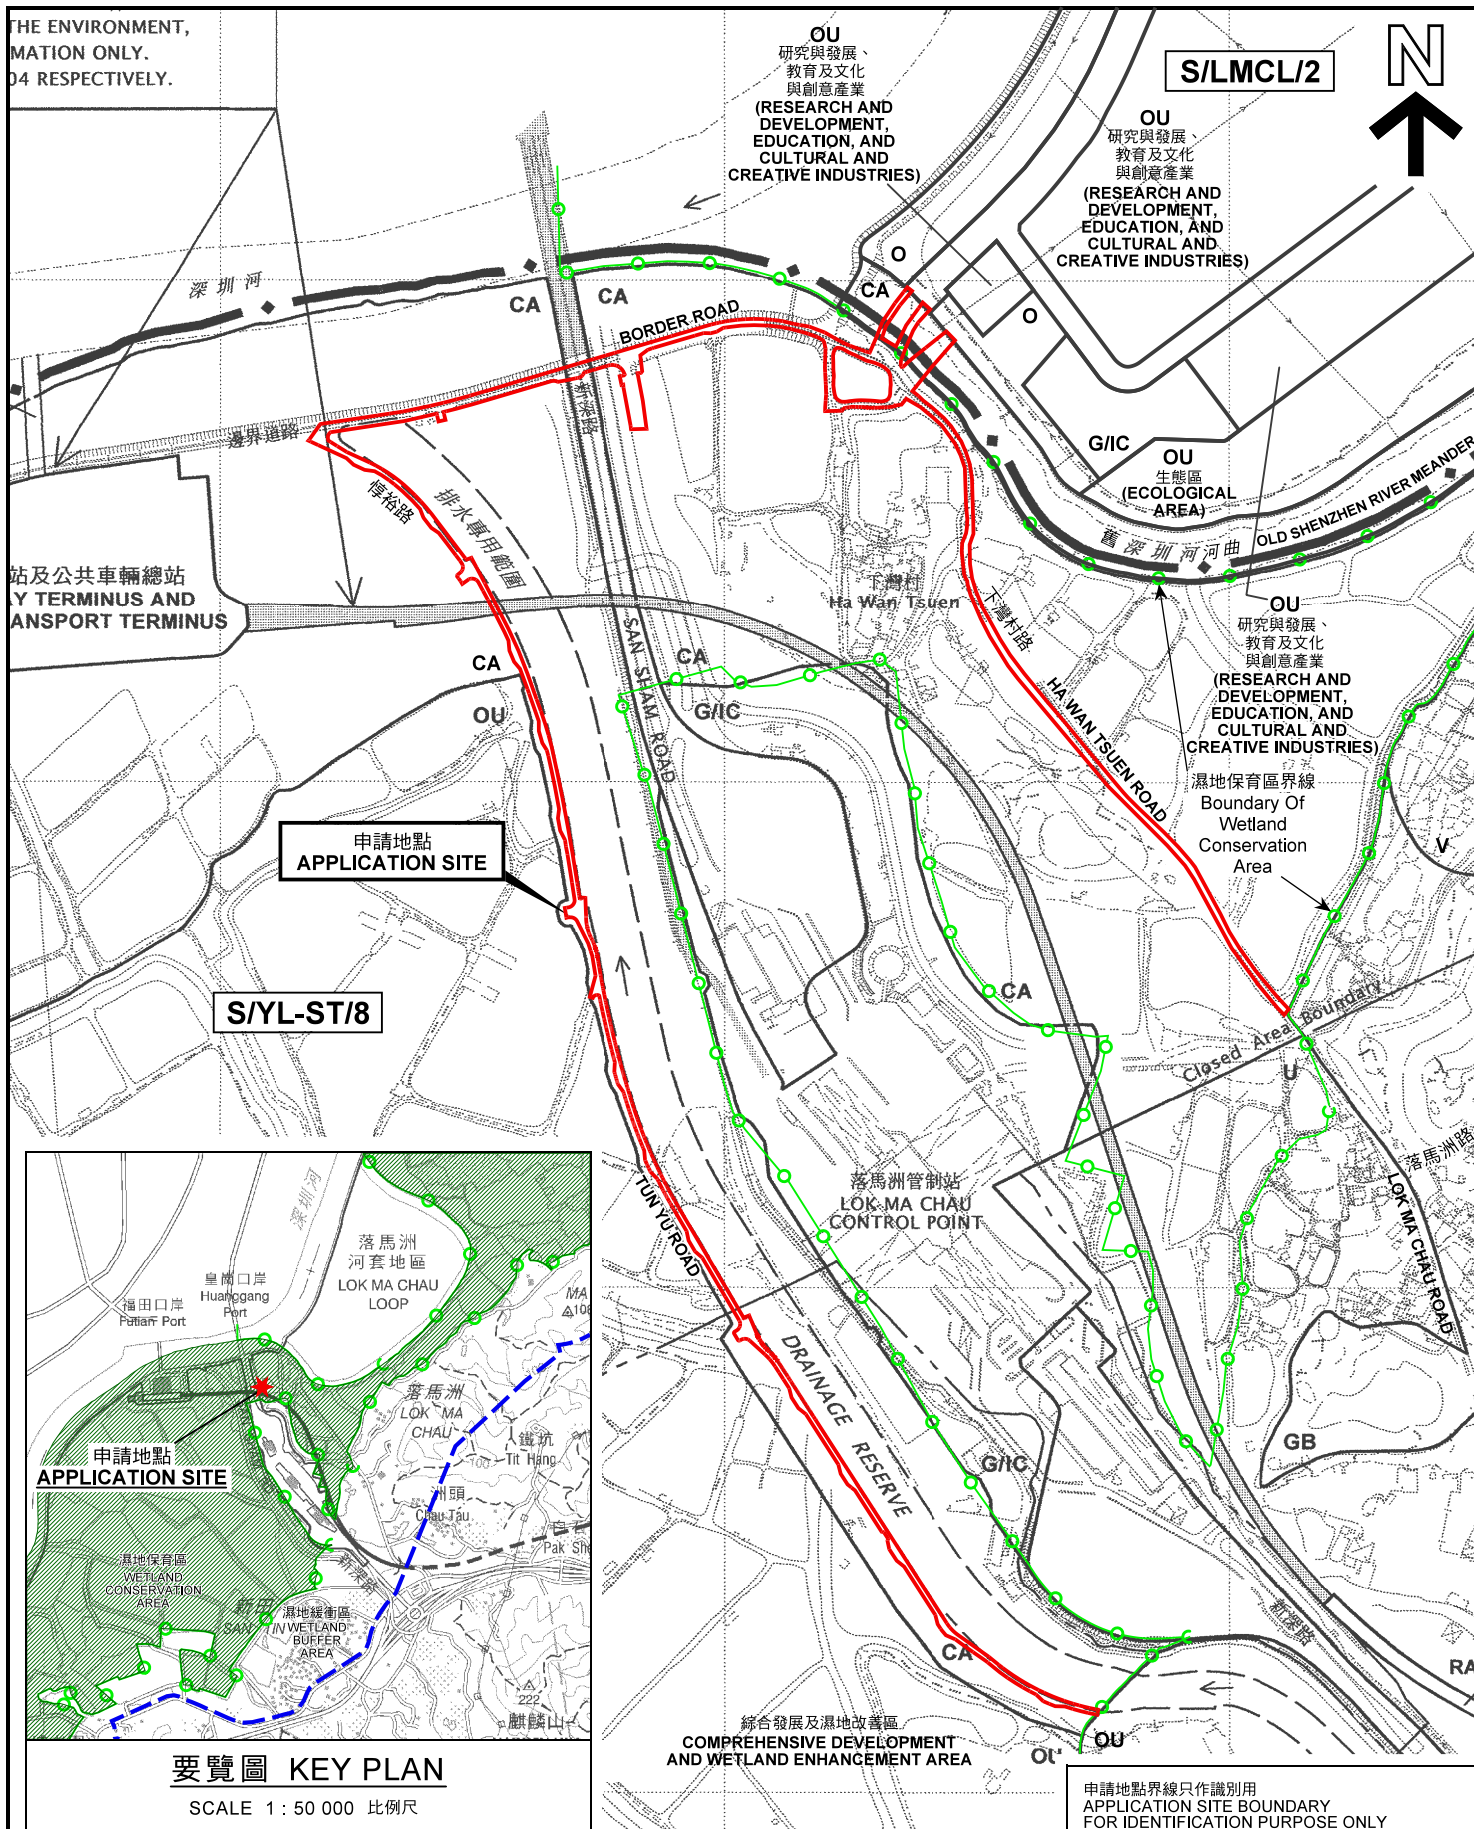 THE ENVIRONMENT,
MATION ONLY.
04 RESPECTIVELY.
OU
研究與發展、
教育及文化
與創意產業
(RESEARCH AND
DEVELOPMENT,
EDUCATION, AND
CULTURAL AND
CREATIVE INDUSTRIES)
S/LMCL/2
N
OU
研究與發展、
教育及文化
與創意產業
(RESEARCH AND
DEVELOPMENT,
EDUCATION, AND
CULTURAL AND
CREATIVE INDUSTRIES)
深圳河
CA
CA
O
CA
O
BORDER ROAD
新深路
邊界道路
惇裕路
排水專用範圍
G/IC
OU
生態區
(ECOLOGICAL
AREA)
OLD SHENZHEN RIVER MEANDER
舊深圳河河曲
站及公共車輛總站
AY TERMINUS AND
ANSPORT TERMINUS
下灣村
Ha Wan Tsuen
下灣村路
OU
研究與發展、
教育及文化
與創意產業
(RESEARCH AND
DEVELOPMENT,
EDUCATION, AND
CULTURAL AND
CREATIVE INDUSTRIES)
CA
OU
SAN SHAM ROAD
CA
G/IC
HA WAN TSUEN ROAD
濕地保育區界線
Boundary Of
Wetland
Conservation
Area
V
申請地點
APPLICATION SITE
S/YL-ST/8
CA
Closed Area Boundary
U
落馬洲路
LOK MA CHAU ROAD
落馬洲管制站
LOK MA CHAU
CONTROL POINT
TUN YU ROAD
DRAINAGE RESERVE
G/IC
GB
新深路
CA
RA
綜合發展及濕地改善區
COMPREHENSIVE DEVELOPMENT
AND WETLAND ENHANCEMENT AREA
OU
OU
深圳河
落馬洲
河套地區
LOK MA CHAU
LOOP
皇崗口岸
Huanggang
Port
福田口岸
Futian Port
MA
108
落馬洲
LOK MA
CHAU
100
鐵坑
Tit Hang
申請地點
APPLICATION SITE
洲頭
Chau Tau
Pak She
新深路
濕地保育區
WETLAND
CONSERVATION
AREA
新田
SAN TIN
濕地緩衝區
WETLAND
BUFFER
AREA
222
麒麟山
要覽圖 KEY PLAN
SCALE 1 : 50 000 比例尺
申請地點界線只作識別用
APPLICATION SITE BOUNDARY
FOR IDENTIFICATION PURPOSE ONLY